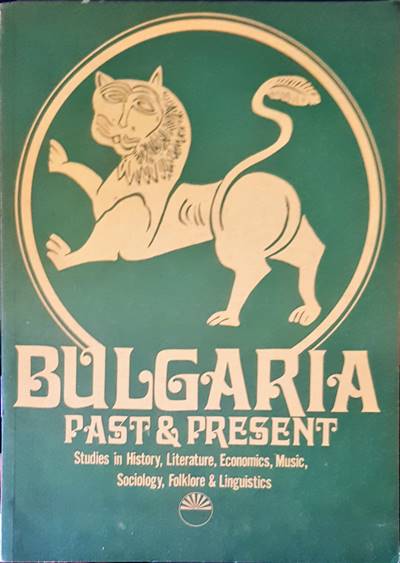 BULGARIA
PAST & PRESENT
Studies in History, Literature, Economics, Music,
Sociology, Folklore & Linguistics